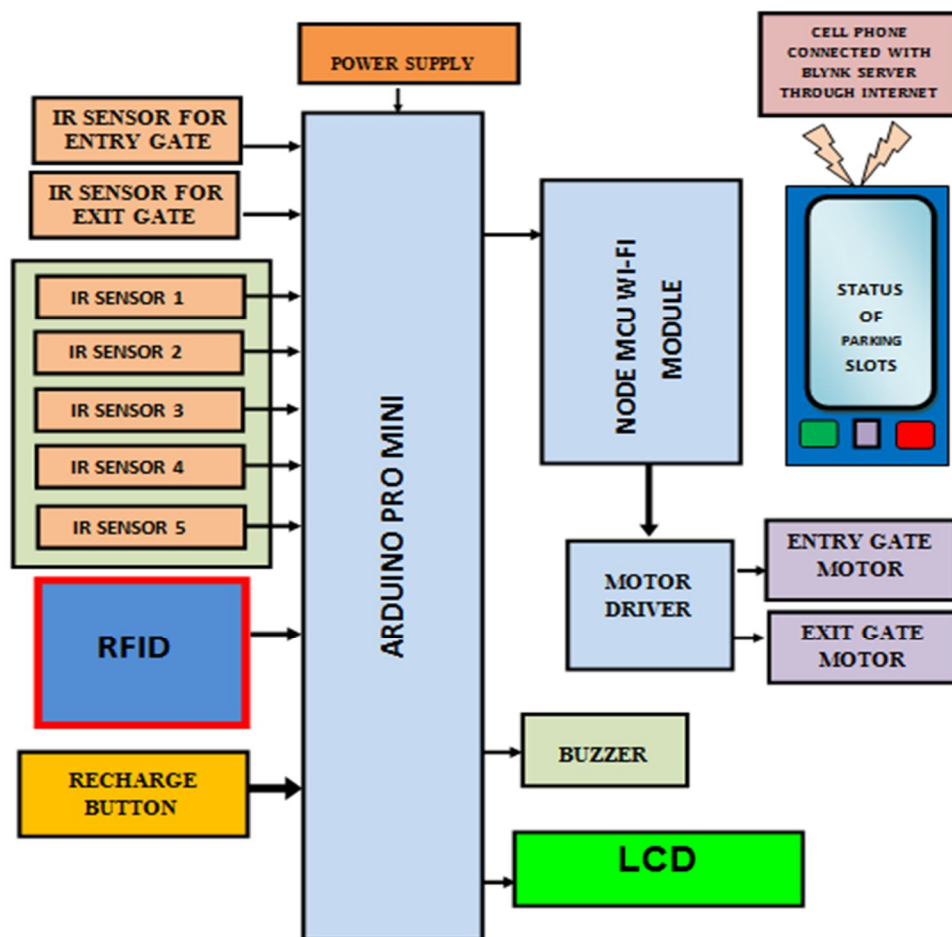 POWER SUPPLY
CELL PHONE
CONNECTED WITH
BLYNK SERVER
THROUGH INTERNET
IR SENSOR FOR
ENTRY GATE
IR SENSOR FOR
EXIT GATE
IR SENSOR 1
IR SENSOR 2
IR SENSOR 3
IR SENSOR 4
IR SENSOR 5
RFID
RECHARGE
BUTTON
ARDUINO PRO MINI
NODE MCU WI-FI
MODULE
STATUS
OF
PARKING
SLOTS
MOTOR
DRIVER
ENTRY GATE
MOTOR
EXIT GATE
MOTOR
BUZZER
LCD